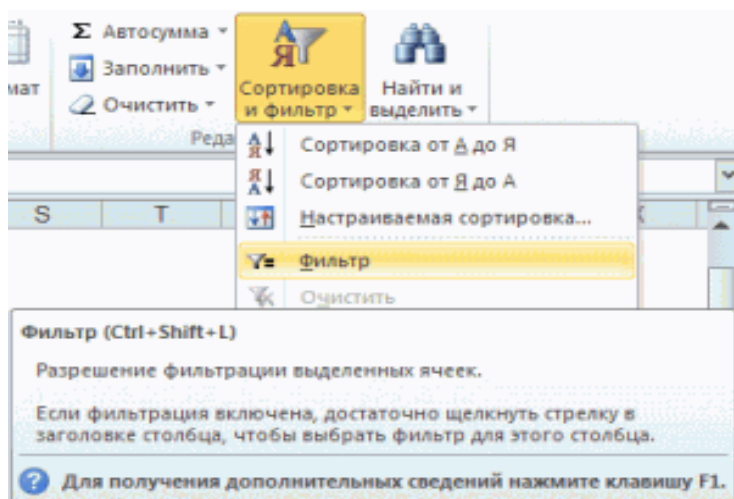 Σ Автосумма
Заполнить
Очистить
мат
Сортировка
и фильтр
Найти и
выделить
Реда
Сортировка от А до Я
Сортировка от Я до А
Настраиваемая сортировка...
S T
Фильтр
Очистить
Фильтр (Ctrl+Shift+L)
Разрешение фильтрации выделенных ячеек.
Если фильтрация включена, достаточно щелкнуть стрелку в
заголовке столбца, чтобы выбрать фильтр для этого столбца.
Для получения дополнительных сведений нажмите клавишу F1.